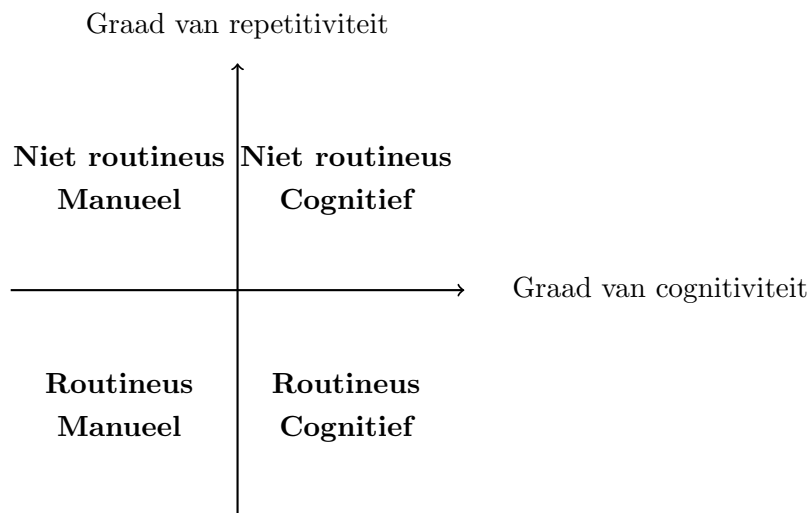 Graad van repetitiviteit
Niet routineus
Manueel
Niet routineus
Cognitief
Graad van cognitiviteit
Routineus
Manueel
Routineus
Cognitief